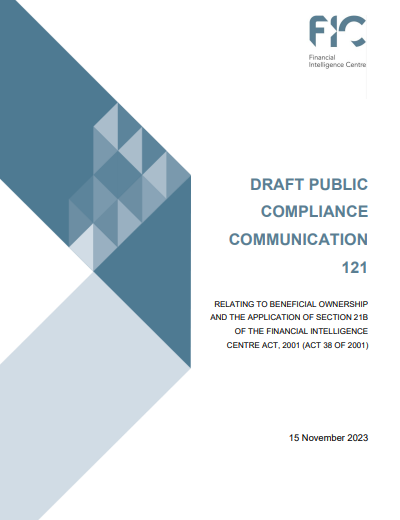 FIC
Financial
Intelligence Centre
DRAFT PUBLIC
COMPLIANCE
COMMUNICATION
121
RELATING TO BENEFICIAL OWNERSHIP
AND THE APPLICATION OF SECTION 21B
OF THE FINANCIAL INTELLIGENCE
CENTRE ACT, 2001 (ACT 38 OF 2001)
15 November 2023